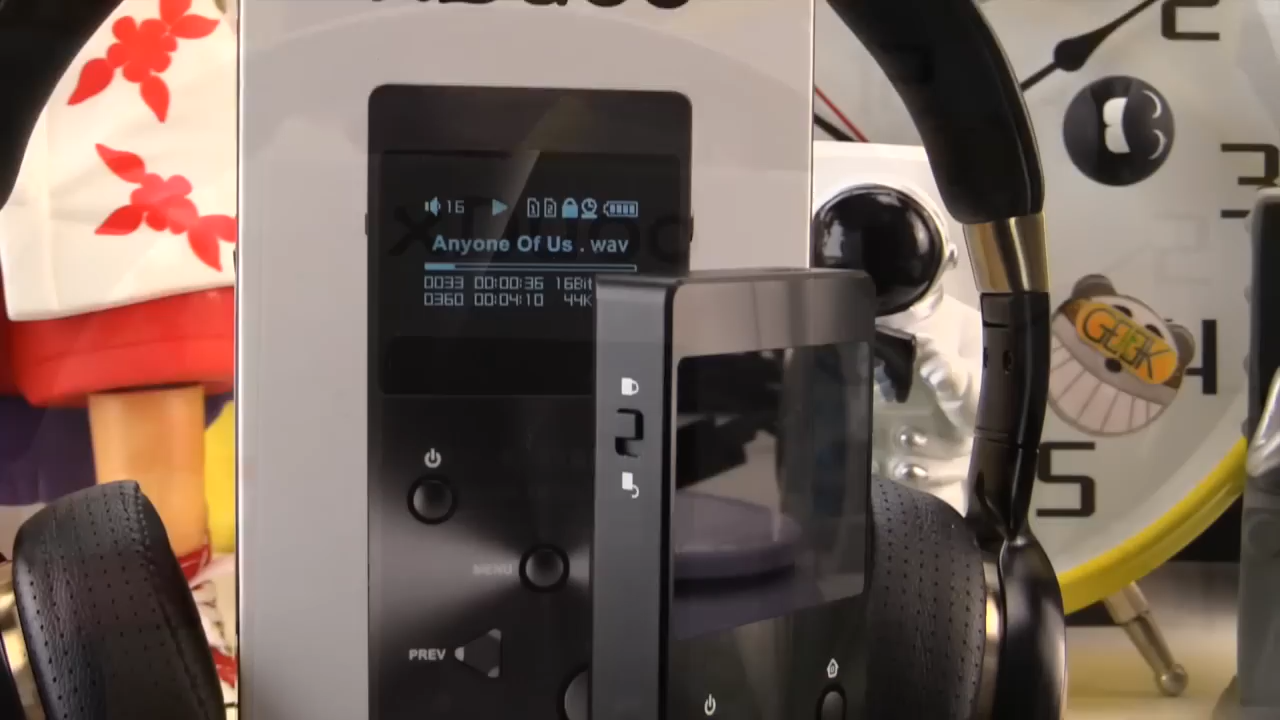 XDUOO
16
Anyone Of Us . wav
0033 00:00:36 16Bit
0360 00:04:10 44K
MENU
PREV
2
3
4
5
GEEK